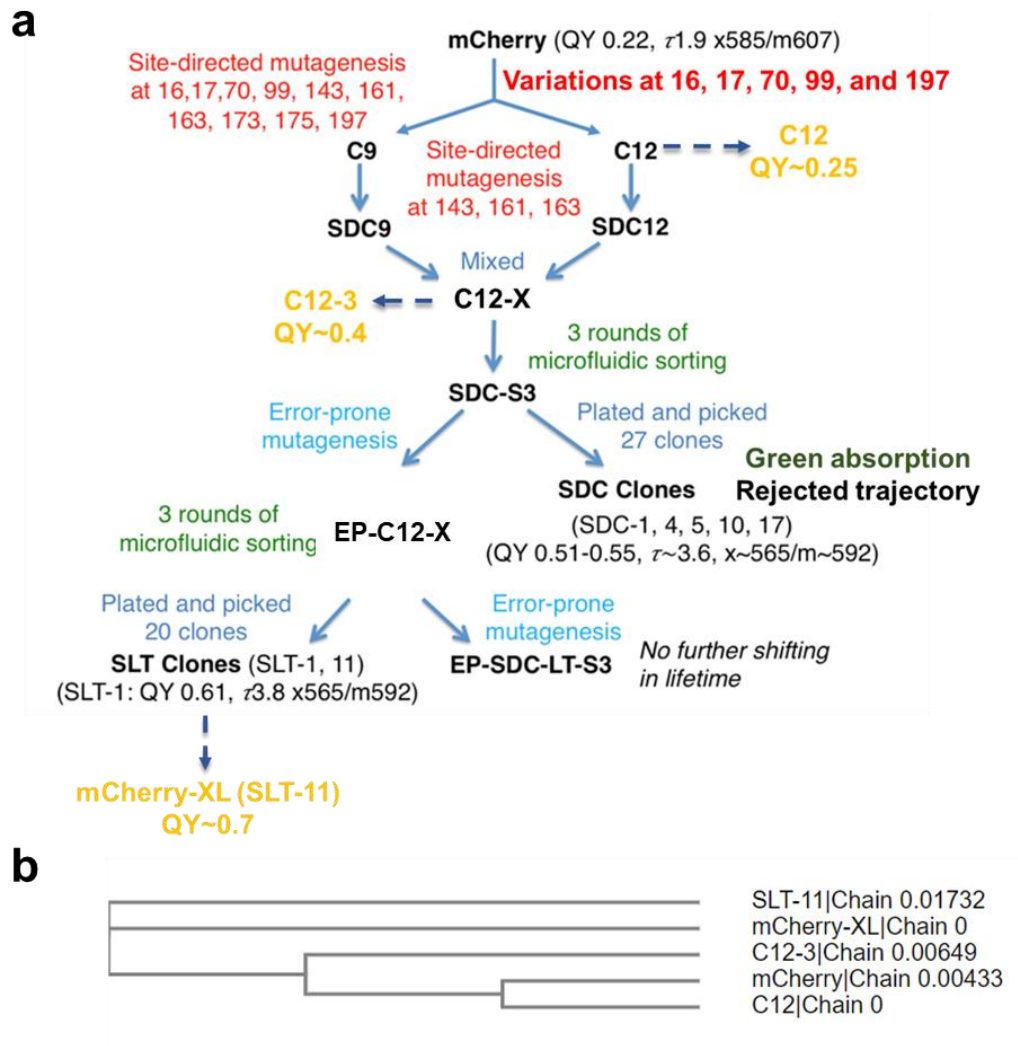 a
mCherry (QY 0.22, τ1.9 x585/m607)
Site-directed mutagenesis
at 16,17,70, 99, 143, 161,
163, 173, 175, 197
Variations at 16, 17, 70, 99, and 197
C9
Site-directed
mutagenesis
at 143, 161, 163
C12
C12
QY~0.25
SDC9
SDC12
Mixed
C12-3
QY~0.4
C12-X
3 rounds of
microfluidic sorting
SDC-S3
Error-prone
mutagenesis
Plated and picked
27 clones
Green absorption
Rejected trajectory
SDC Clones
(SDC-1, 4, 5, 10, 17)
(QY 0.51-0.55, τ~3.6, x~565/m~592)
3 rounds of
microfluidic sorting
EP-C12-X
Plated and picked
20 clones
Error-prone
mutagenesis
SLT Clones (SLT-1, 11)
(SLT-1: QY 0.61, τ3.8 x565/m592)
EP-SDC-LT-S3
No further shifting
in lifetime
mCherry-XL (SLT-11)
QY~0.7
b
SLT-11|Chain 0.01732
mCherry-XL|Chain 0
C12-3|Chain 0.00649
mCherry|Chain 0.00433
C12|Chain 0